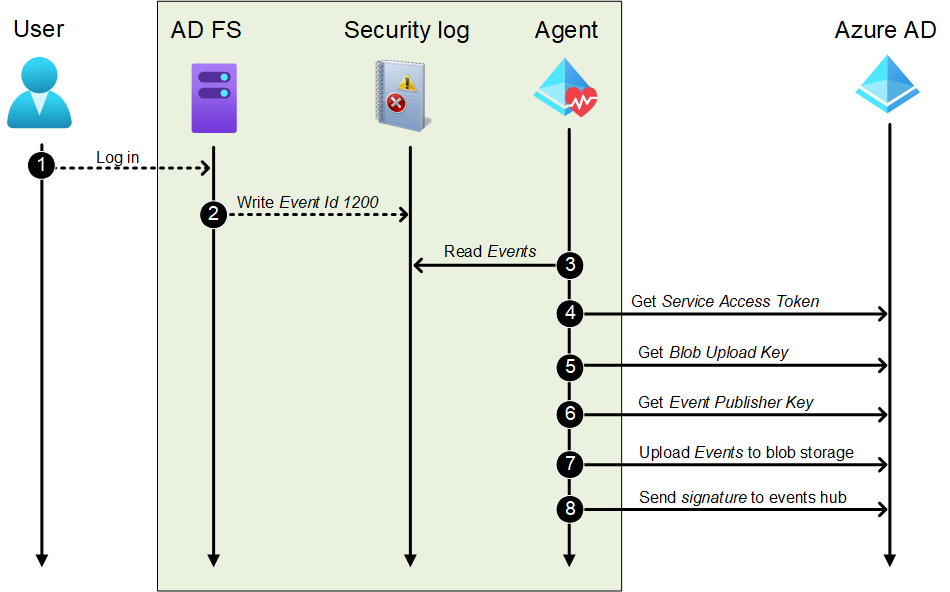 User
AD FS
Security log
Agent
Azure AD
1
Log in
2
Write Event Id 1200
Read Events
3
4
Get Service Access Token
5
Get Blob Upload Key
6
Get Event Publisher Key
7
Upload Events to blob storage
8
Send signature to events hub